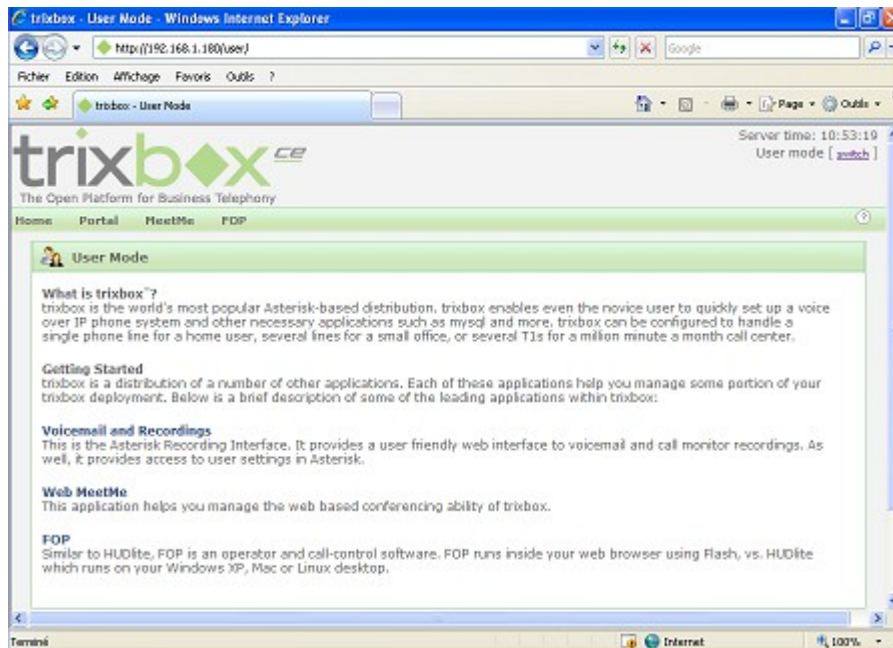 trixbox - User Mode - Windows Internet Explorer
http://192.168.1.180/user/
Google
Fichier Edition Affichage Favoris Outils ?
trixbox - User Mode
Page Outils
Server time: 10:53:19
User mode [ switch ]
trixbox CE
The Open Platform for Business Telephony
Home Portal MeetMe FOP
User Mode
What is trixbox™?
trixbox is the world's most popular Asterisk-based distribution. trixbox enables even the novice user to quickly set up a voice
over IP phone system and other necessary applications such as mysql and more. trixbox can be configured to handle a
single phone line for a home user, several lines for a small office, or several T1s for a million minute a month call center.
Getting Started
trixbox is a distribution of a number of other applications. Each of these applications help you manage some portion of your
trixbox deployment. Below is a brief description of some of the leading applications within trixbox:
Voicemail and Recordings
This is the Asterisk Recording Interface. It provides a user friendly web interface to voicemail and call monitor recordings. As
well, it provides access to user settings in Asterisk.
Web MeetMe
This application helps you manage the web based conferencing ability of trixbox.
FOP
Similar to HUDlite, FOP is an operator and call-control software. FOP runs inside your web browser using Flash, vs. HUDlite
which runs on your Windows XP, Mac or Linux desktop.
Terminé
Internet
100%